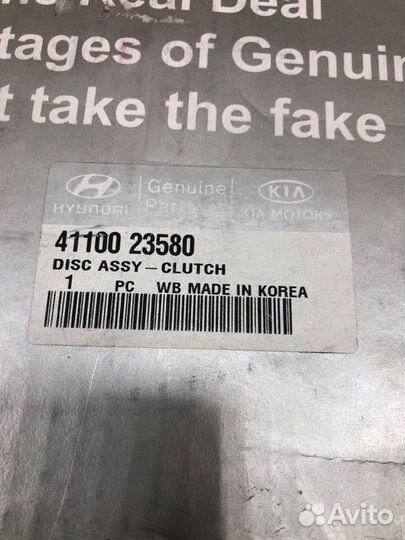 Real Deal
tages of Genuin
t take the fake
HYUNDAI
Genuine
Parts
KIA
KIA MOTORS
41100 23580
DISC ASSY-CLUTCH
1 PC WB MADE IN KOREA
Avito